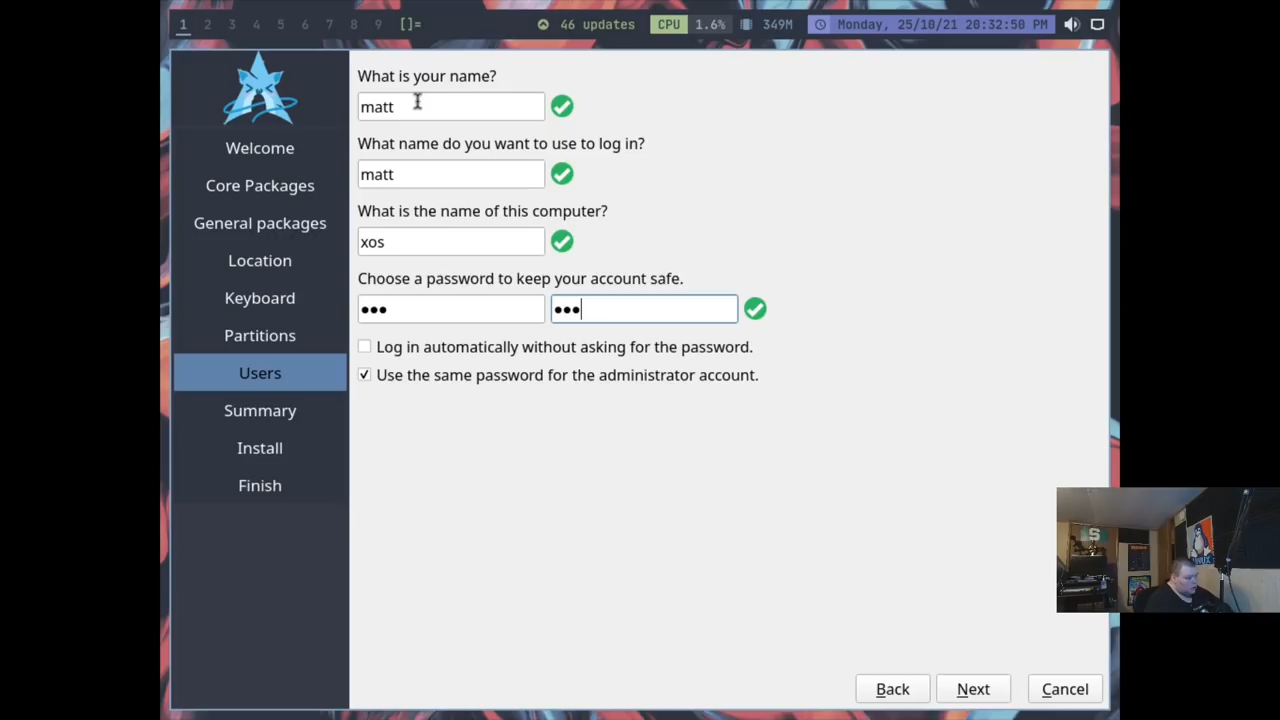 1 2 3 4 5 6 7 8 9 []= 46 updates CPU 1.6% 349M Monday, 25/10/21 20:32:50 PM
Welcome
Core Packages
General packages
Location
Keyboard
Partitions
Users
Summary
Install
Finish
What is your name?
matt
What name do you want to use to log in?
matt
What is the name of this computer?
xos
Choose a password to keep your account safe.
●●● ●●●
Log in automatically without asking for the password.
Use the same password for the administrator account.
Back Next Cancel
S